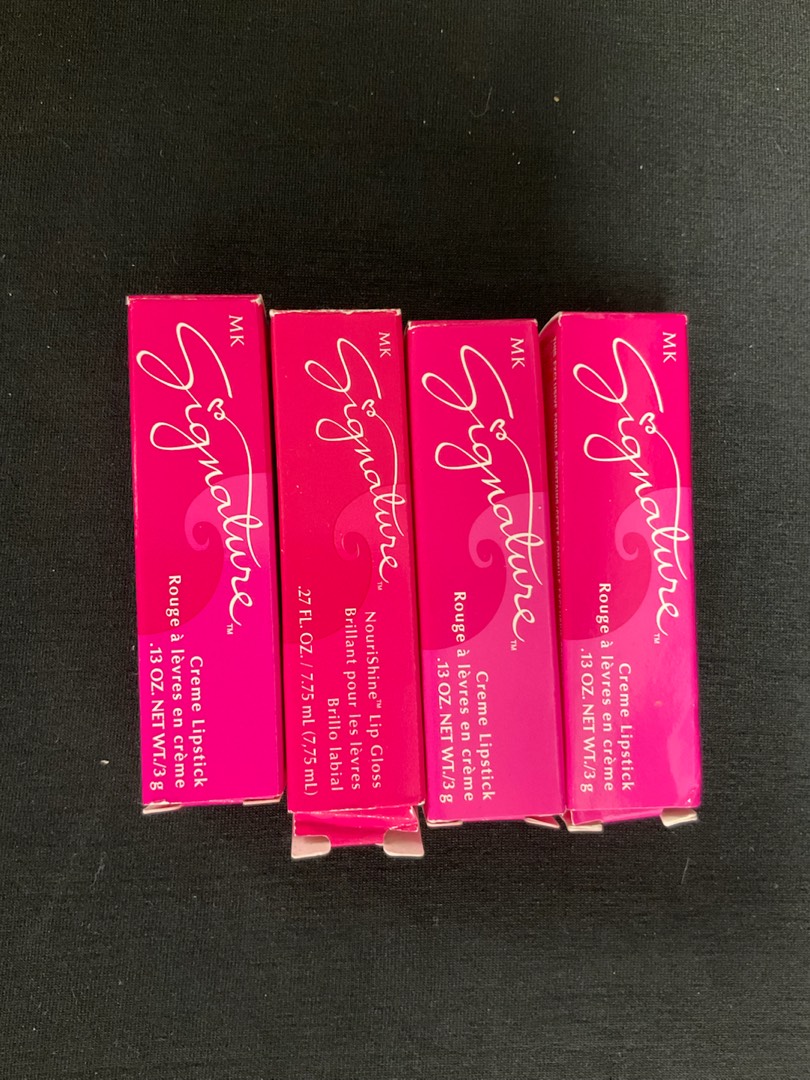 MK
Signature™
Creme Lipstick
Rouge à lèvres en crème
.13 OZ. NET WT./3 g
MK
Signature™
NouriShine™ Lip Gloss
Brillant pour les lèvres
Brillo labial
.27 FL. OZ. / 7.75 mL (7,75 mL)
MK
Signature™
Creme Lipstick
Rouge à lèvres en crème
.13 OZ. NET WT./3 g
MK
Signature™
Creme Lipstick
Rouge à lèvres en crème
.13 OZ. NET WT./3 g